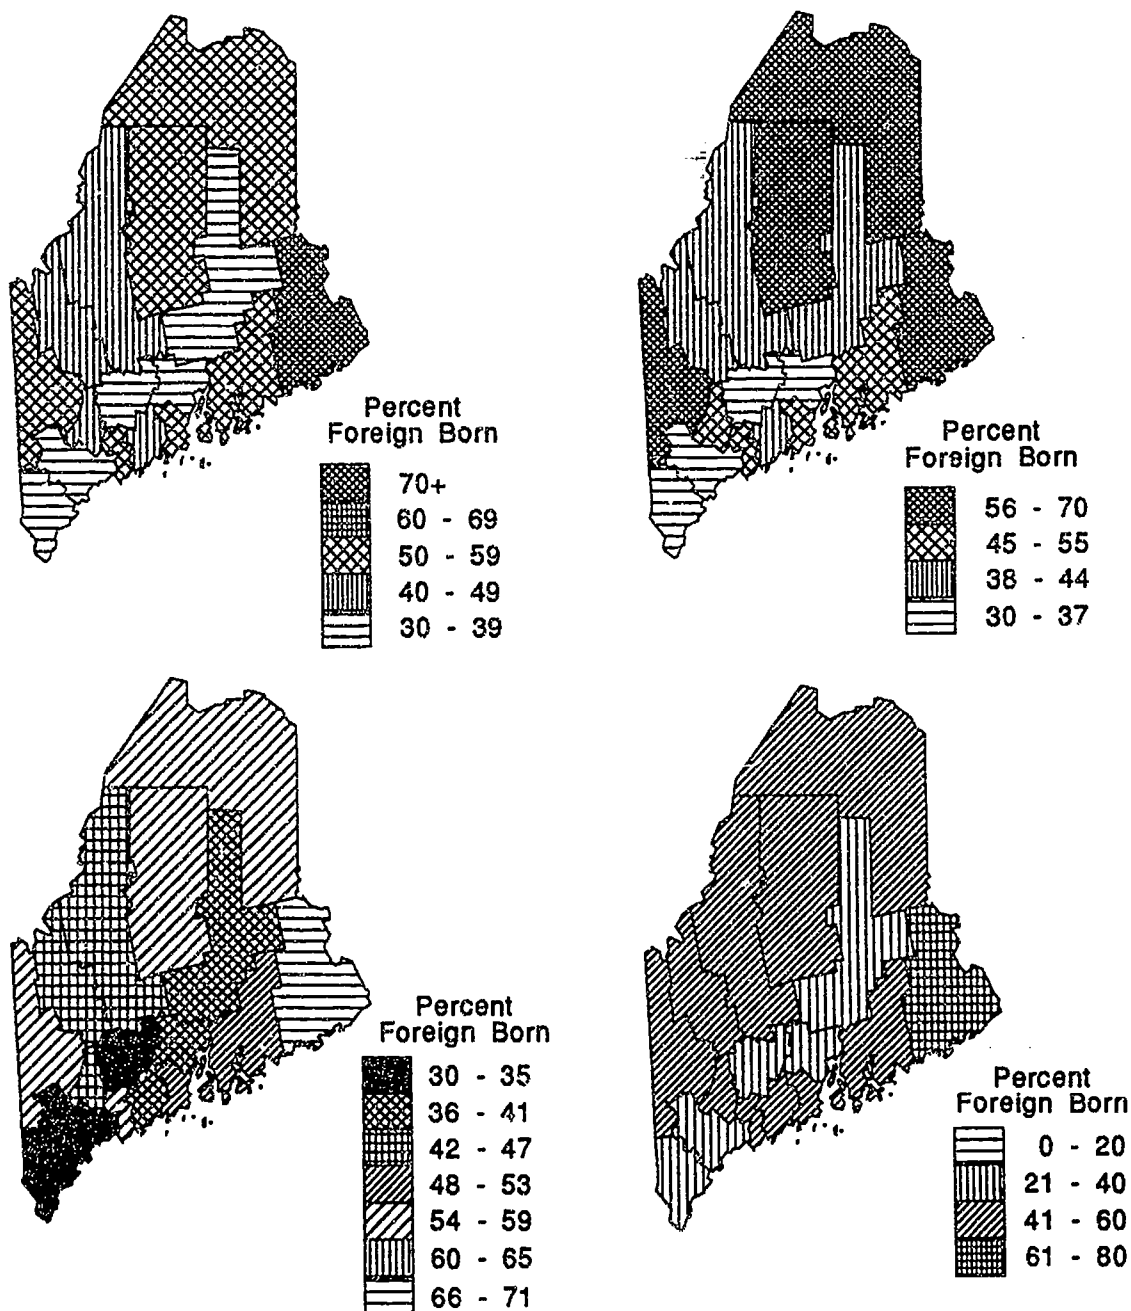 Percent
Foreign Born
70+
60 - 69
50 - 59
40 - 49
30 - 39
Percent
Foreign Born
56 - 70
45 - 55
38 - 44
30 - 37
Percent
Foreign Born
30 - 35
36 - 41
42 - 47
48 - 53
54 - 59
60 - 65
66 - 71
Percent
Foreign Born
0 - 20
21 - 40
41 - 60
61 - 80